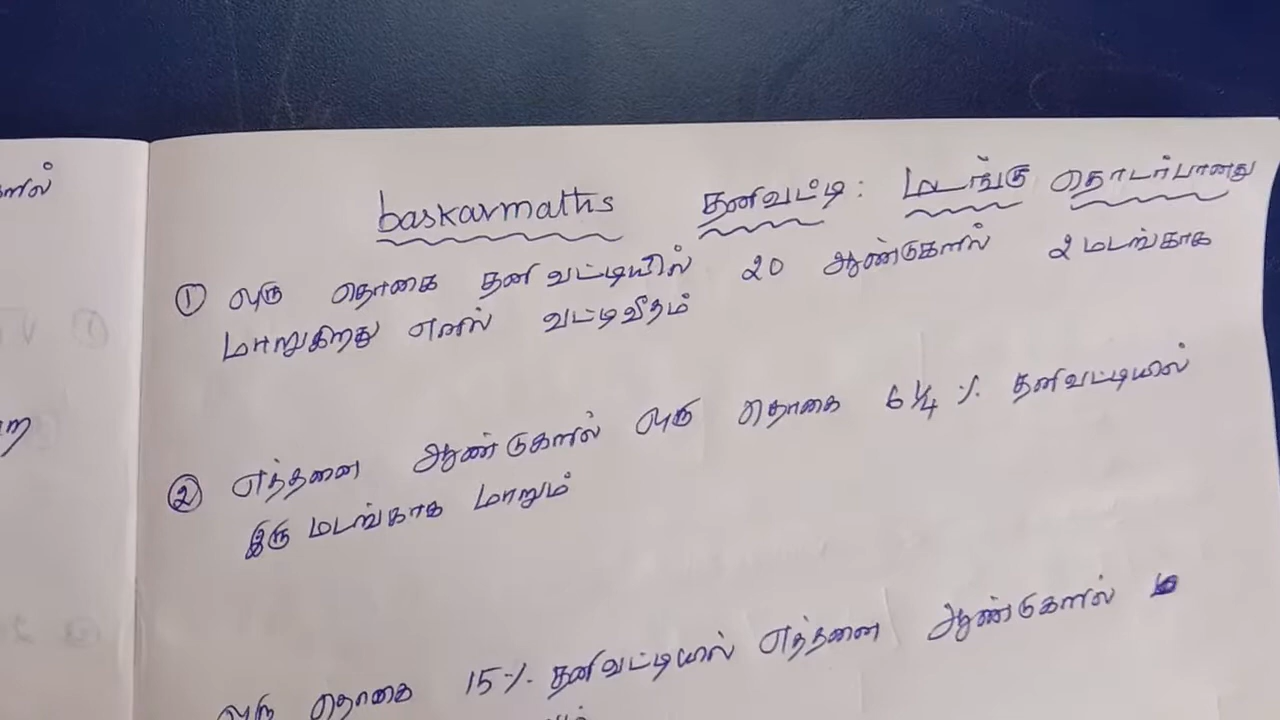 ளில்
baskarmaths தனிவட்டி : மடங்கு தொடர்பானது
① ஒரு தொகை தனிவட்டியில் 20 ஆண்டுகளில் 2 மடங்காக
மாறுகிறது எனில் வட்டிவீதம்
② எத்தனை ஆண்டுகளில் ஒரு தொகை 6¼ % தனிவட்டியில்
இரு மடங்காக மாறும்
ஒரு தொகை 15% தனிவட்டியில் எத்தனை ஆண்டுகளில்